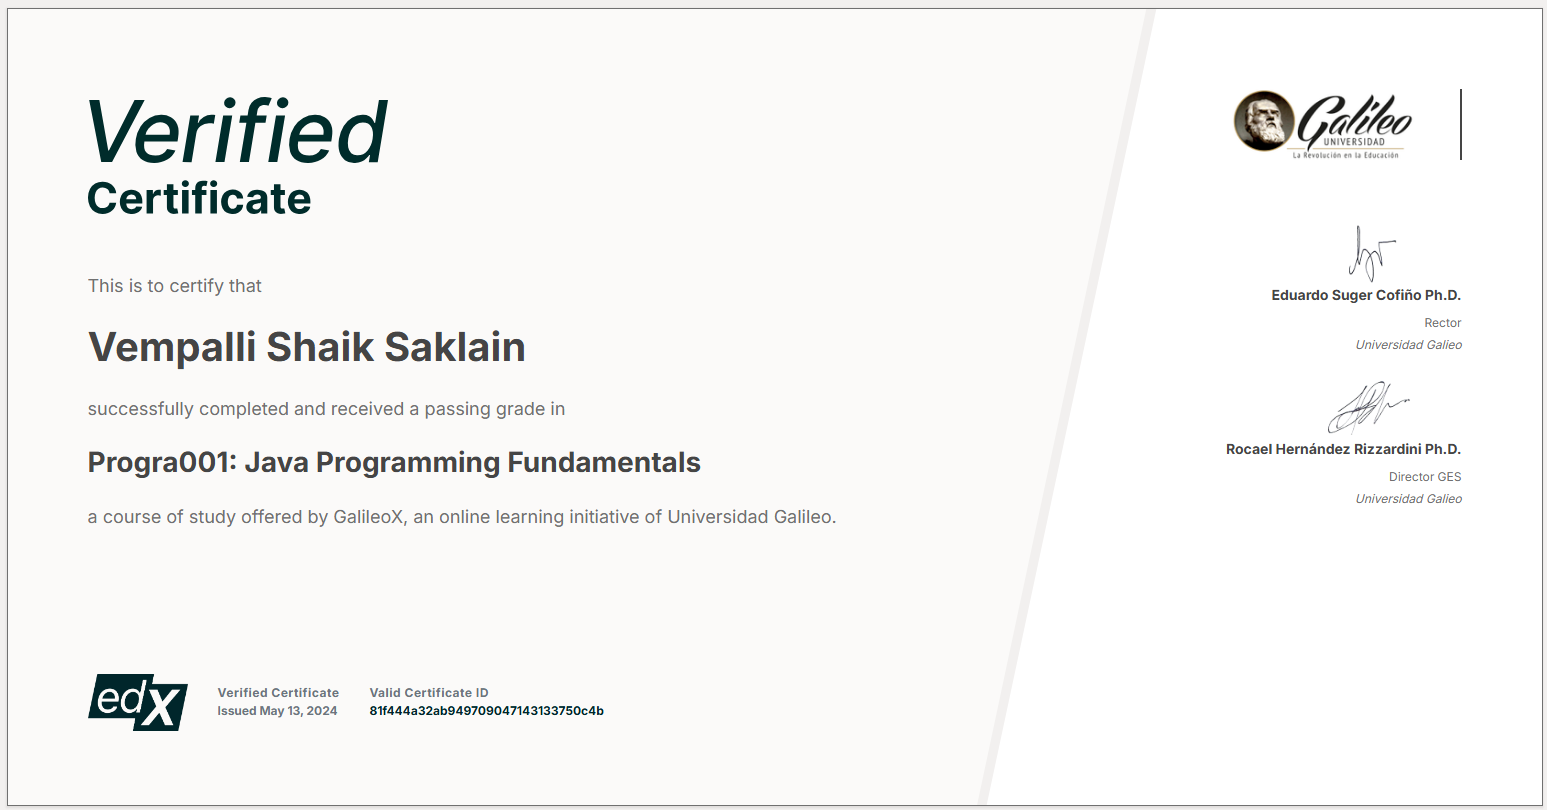 Verified
Certificate
This is to certify that
Vempalli Shaik Saklain
successfully completed and received a passing grade in
Progra001: Java Programming Fundamentals
a course of study offered by GalileoX, an online learning initiative of Universidad Galileo.
edX
Verified Certificate
Issued May 13, 2024
Valid Certificate ID
81f444a32ab949709047143133750c4b
Galileo
UNIVERSIDAD
La Revolución en la Educación
Eduardo Suger Cofiño Ph.D.
Rector
Universidad Galieo
Rocael Hernández Rizzardini Ph.D.
Director GES
Universidad Galieo